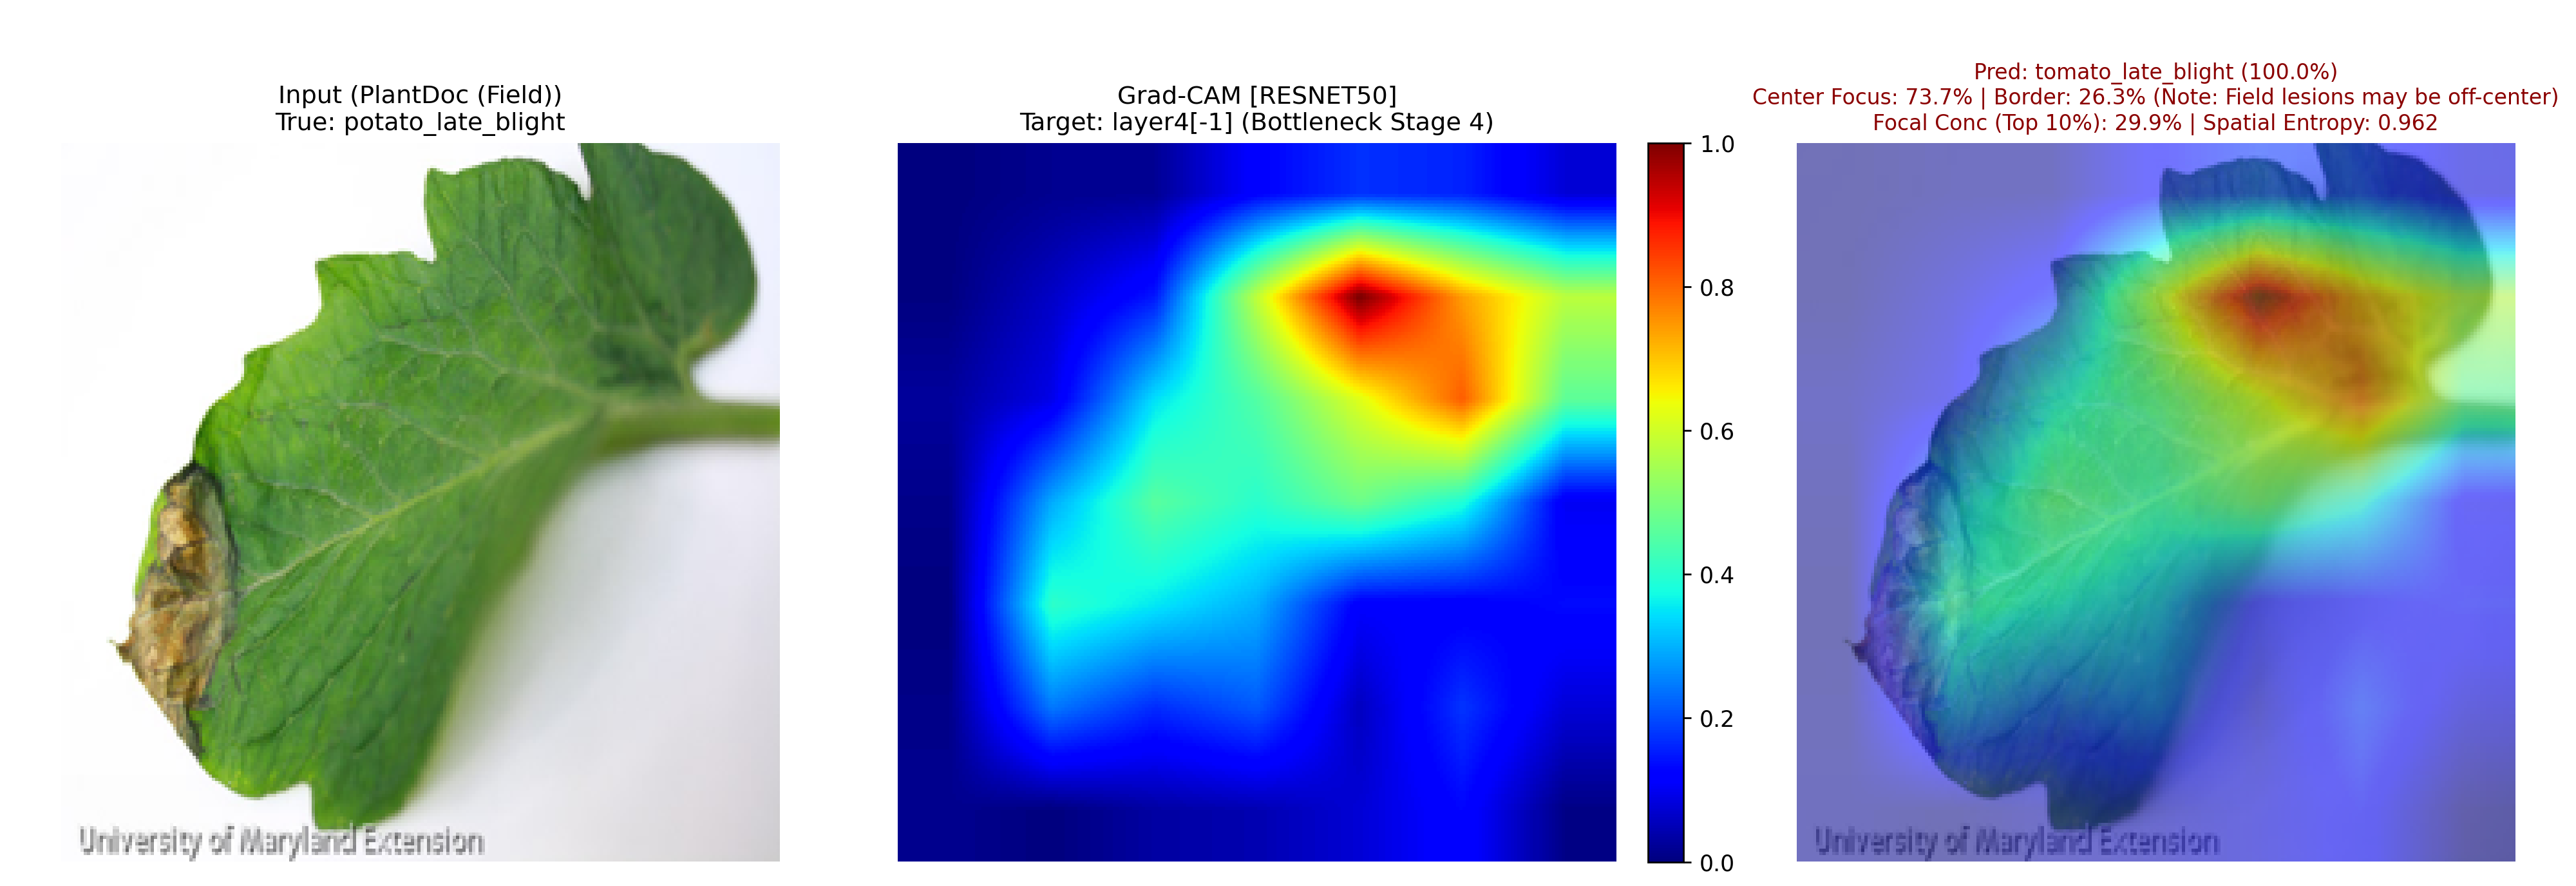 Input (PlantDoc (Field))
True: potato_late_blight
University of Maryland Extension
Grad-CAM [RESNET50]
Target: layer4[-1] (Bottleneck Stage 4)
1.0
0.8
0.6
0.4
0.2
0.0
Pred: tomato_late_blight (100.0%)
Center Focus: 73.7% | Border: 26.3% (Note: Field lesions may be off-center)
Focal Conc (Top 10%): 29.9% | Spatial Entropy: 0.962
University of Maryland Extension